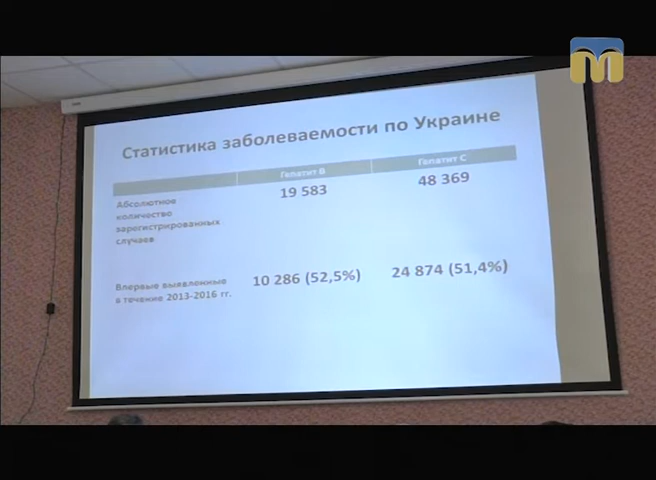 Статистика заболеваемости по Украине
Гепатит В Гепатит С
Абсолютное 19 583 48 369
количество
зарегистрированных
случаев
Впервые выявленные 10 286 (52,5%) 24 874 (51,4%)
в течение 2013-2016 гг.